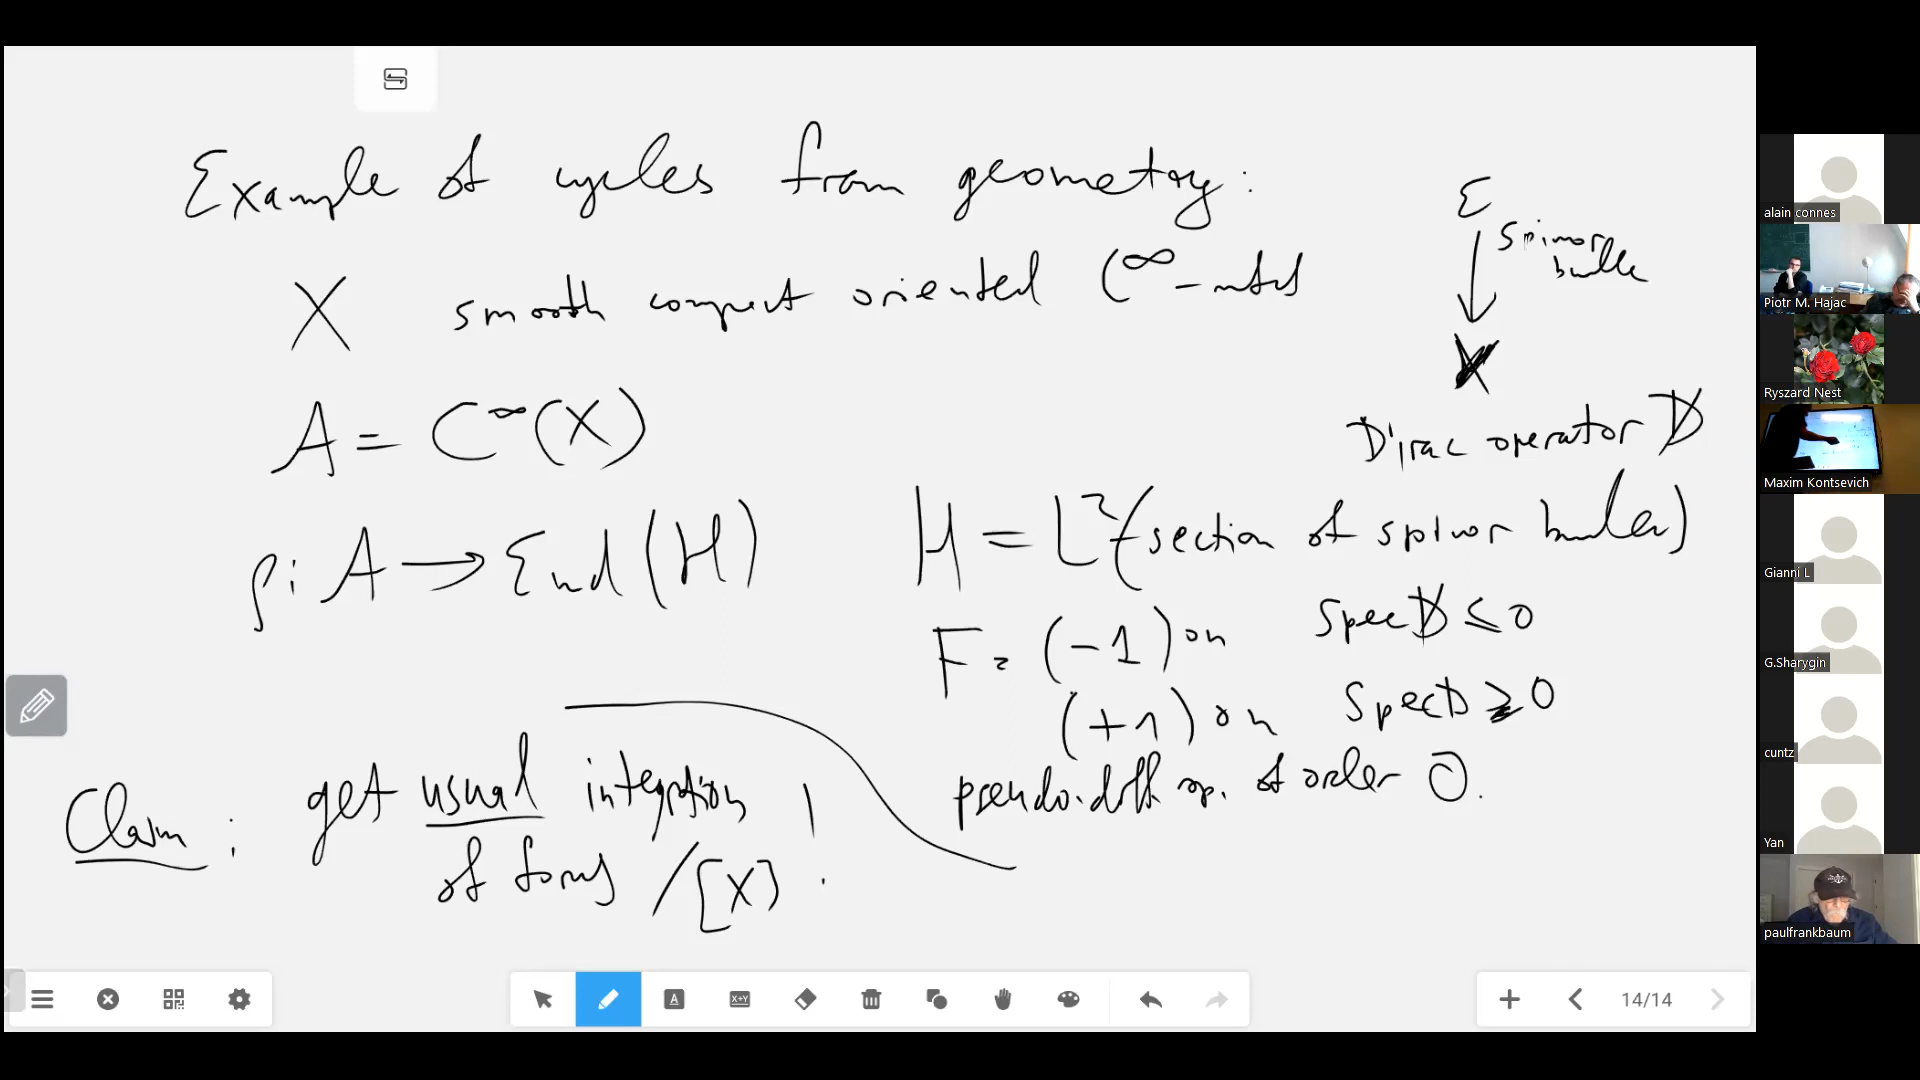 Example of cycles from geometry:
X smooth compact oriented C^∞-mfd
Ɛ
↓ Spinor bundle
X
A = C^∞(X)
Dirac operator D̸
ρ: A → End(H)
H = L²(section of spinor bundle)
F = (-1) on Spec D̸ ≤ 0
(+1) on Spec D ≥ 0
pseudo-diff. op. of order 0.
Claim: get usual integration
of forms /[X] !
A
X+Y
14/14
alain connes
Piotr M. Hajac
Ryszard Nest
Maxim Kontsevich
Gianni L
G.Sharygin
cuntz
Yan
paulfrankbaum